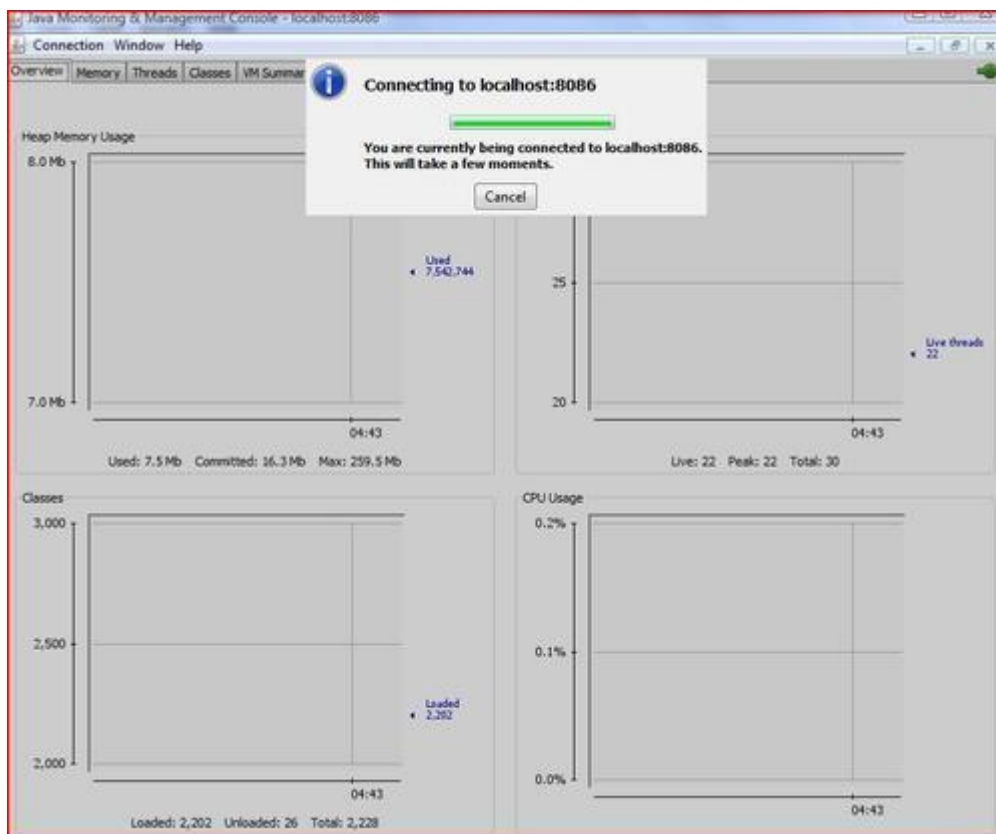 Java Monitoring & Management Console - localhost:8086
Connection Window Help
Overview Memory Threads Classes VM Summar
Connecting to localhost:8086
You are currently being connected to localhost:8086.
This will take a few moments.
Cancel
Heap Memory Usage
8.0 Mb
Used
7,542,744
7.0 Mb
04:43
Used: 7.5 Mb Committed: 16.3 Mb Max: 259.5 Mb
25
Live threads
22
20
04:43
Live: 22 Peak: 22 Total: 30
Classes
3,000
2,500
Loaded
2,202
2,000
04:43
Loaded: 2,202 Unloaded: 26 Total: 2,228
CPU Usage
0.2%
0.1%
0.0%
04:43